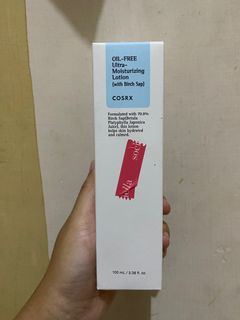 OIL-FREE
Ultra-
Moisturizing
Lotion
(with Birch Sap)
COSRX
Formulated with 70.0%
Birch Sap(Betula
Platyphylla Japonica
Juice), this lotion
helps skin hydrated
and calmed.
100 mL / 3.38 fl. oz